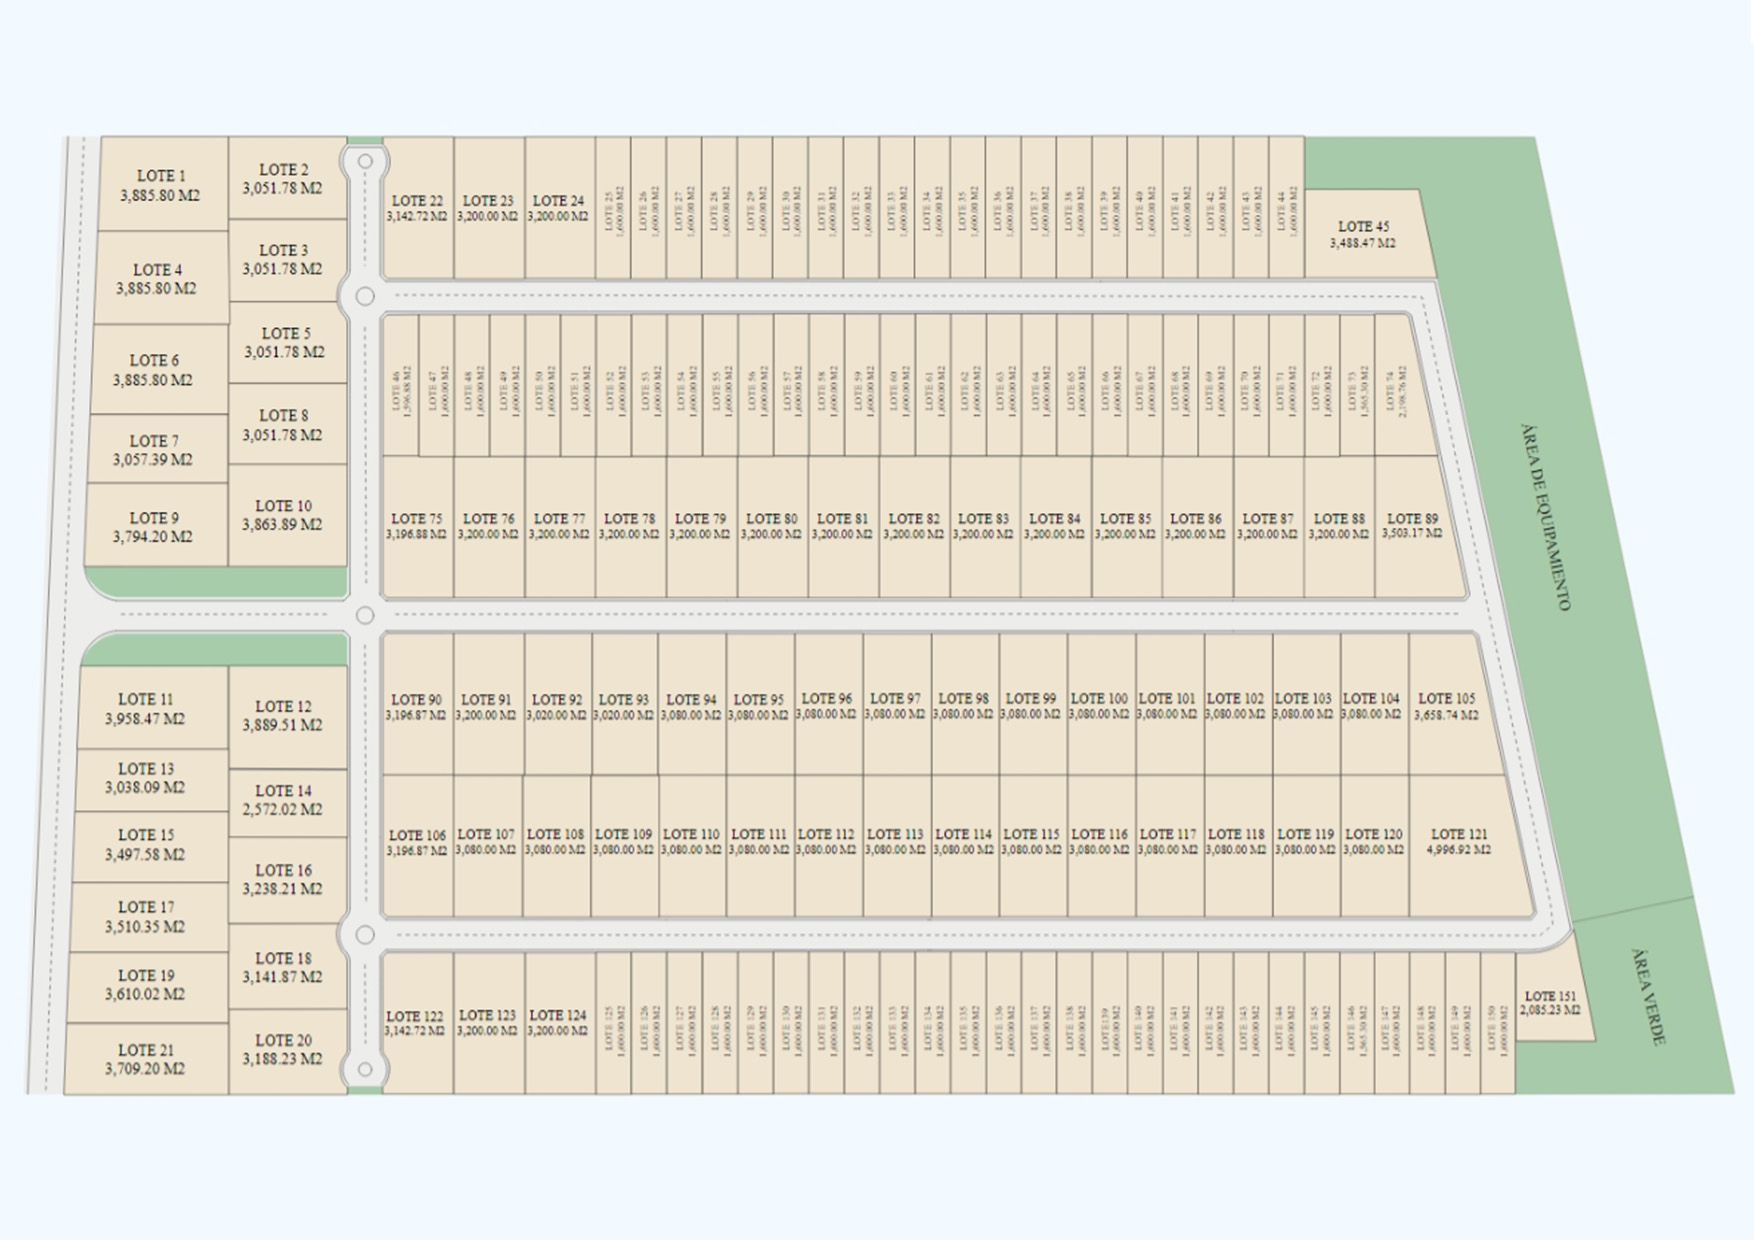 LOTE 1
3,885.80 M2
LOTE 2
3,051.78 M2
LOTE 3
3,051.78 M2
LOTE 4
3,885.80 M2
LOTE 5
3,051.78 M2
LOTE 6
3,885.80 M2
LOTE 7
3,057.39 M2
LOTE 8
3,051.78 M2
LOTE 9
3,794.20 M2
LOTE 10
3,863.89 M2
LOTE 11
3,958.47 M2
LOTE 12
3,889.51 M2
LOTE 13
3,038.09 M2
LOTE 14
2,572.02 M2
LOTE 15
3,497.58 M2
LOTE 16
3,238.21 M2
LOTE 17
3,510.35 M2
LOTE 18
3,141.87 M2
LOTE 19
3,610.02 M2
LOTE 20
3,188.23 M2
LOTE 21
3,709.20 M2
LOTE 22
3,142.72 M2
LOTE 23
3,200.00 M2
LOTE 24
3,200.00 M2
LOTE 25
1,600.00 M2
LOTE 26
1,600.00 M2
LOTE 27
1,600.00 M2
LOTE 28
1,600.00 M2
LOTE 29
1,600.00 M2
LOTE 30
1,600.00 M2
LOTE 31
1,600.00 M2
LOTE 32
1,600.00 M2
LOTE 33
1,600.00 M2
LOTE 34
1,600.00 M2
LOTE 35
1,600.00 M2
LOTE 36
1,600.00 M2
LOTE 37
1,600.00 M2
LOTE 38
1,600.00 M2
LOTE 39
1,600.00 M2
LOTE 40
1,600.00 M2
LOTE 41
1,600.00 M2
LOTE 42
1,600.00 M2
LOTE 43
1,600.00 M2
LOTE 44
1,600.00 M2
LOTE 45
3,488.47 M2
LOTE 46
1,596.88 M2
LOTE 47
1,600.00 M2
LOTE 48
1,600.00 M2
LOTE 49
1,600.00 M2
LOTE 50
1,600.00 M2
LOTE 51
1,600.00 M2
LOTE 52
1,600.00 M2
LOTE 53
1,600.00 M2
LOTE 54
1,600.00 M2
LOTE 55
1,600.00 M2
LOTE 56
1,600.00 M2
LOTE 57
1,600.00 M2
LOTE 58
1,600.00 M2
LOTE 59
1,600.00 M2
LOTE 60
1,600.00 M2
LOTE 61
1,600.00 M2
LOTE 62
1,600.00 M2
LOTE 63
1,600.00 M2
LOTE 64
1,600.00 M2
LOTE 65
1,600.00 M2
LOTE 66
1,600.00 M2
LOTE 67
1,600.00 M2
LOTE 68
1,600.00 M2
LOTE 69
1,600.00 M2
LOTE 70
1,600.00 M2
LOTE 71
1,600.00 M2
LOTE 72
1,600.00 M2
LOTE 73
1,565.30 M2
LOTE 74
2,198.76 M2
LOTE 75
3,196.88 M2
LOTE 76
3,200.00 M2
LOTE 77
3,200.00 M2
LOTE 78
3,200.00 M2
LOTE 79
3,200.00 M2
LOTE 80
3,200.00 M2
LOTE 81
3,200.00 M2
LOTE 82
3,200.00 M2
LOTE 83
3,200.00 M2
LOTE 84
3,200.00 M2
LOTE 85
3,200.00 M2
LOTE 86
3,200.00 M2
LOTE 87
3,200.00 M2
LOTE 88
3,200.00 M2
LOTE 89
3,503.17 M2
LOTE 90
3,196.87 M2
LOTE 91
3,200.00 M2
LOTE 92
3,020.00 M2
LOTE 93
3,020.00 M2
LOTE 94
3,080.00 M2
LOTE 95
3,080.00 M2
LOTE 96
3,080.00 M2
LOTE 97
3,080.00 M2
LOTE 98
3,080.00 M2
LOTE 99
3,080.00 M2
LOTE 100
3,080.00 M2
LOTE 101
3,080.00 M2
LOTE 102
3,080.00 M2
LOTE 103
3,080.00 M2
LOTE 104
3,080.00 M2
LOTE 105
3,658.74 M2
LOTE 106
3,196.87 M2
LOTE 107
3,080.00 M2
LOTE 108
3,080.00 M2
LOTE 109
3,080.00 M2
LOTE 110
3,080.00 M2
LOTE 111
3,080.00 M2
LOTE 112
3,080.00 M2
LOTE 113
3,080.00 M2
LOTE 114
3,080.00 M2
LOTE 115
3,080.00 M2
LOTE 116
3,080.00 M2
LOTE 117
3,080.00 M2
LOTE 118
3,080.00 M2
LOTE 119
3,080.00 M2
LOTE 120
3,080.00 M2
LOTE 121
4,996.92 M2
LOTE 122
3,142.72 M2
LOTE 123
3,200.00 M2
LOTE 124
3,200.00 M2
LOTE 125
1,600.00 M2
LOTE 126
1,600.00 M2
LOTE 127
1,600.00 M2
LOTE 128
1,600.00 M2
LOTE 129
1,600.00 M2
LOTE 130
1,600.00 M2
LOTE 131
1,600.00 M2
LOTE 132
1,600.00 M2
LOTE 133
1,600.00 M2
LOTE 134
1,600.00 M2
LOTE 135
1,600.00 M2
LOTE 136
1,600.00 M2
LOTE 137
1,600.00 M2
LOTE 138
1,600.00 M2
LOTE139
1,600.00 M2
LOTE 140
1,600.00 M2
LOTE 141
1,600.00 M2
LOTE 142
1,600.00 M2
LOTE 143
1,600.00 M2
LOTE 144
1,600.00 M2
LOTE 145
1,600.00 M2
LOTE 146
1,565.30 M2
LOTE 147
1,600.00 M2
LOTE 148
1,600.00 M2
LOTE 149
1,600.00 M2
LOTE 150
1,600.00 M2
LOTE 151
2,085.23 M2
ÁREA DE EQUIPAMIENTO
ÁREA VERDE